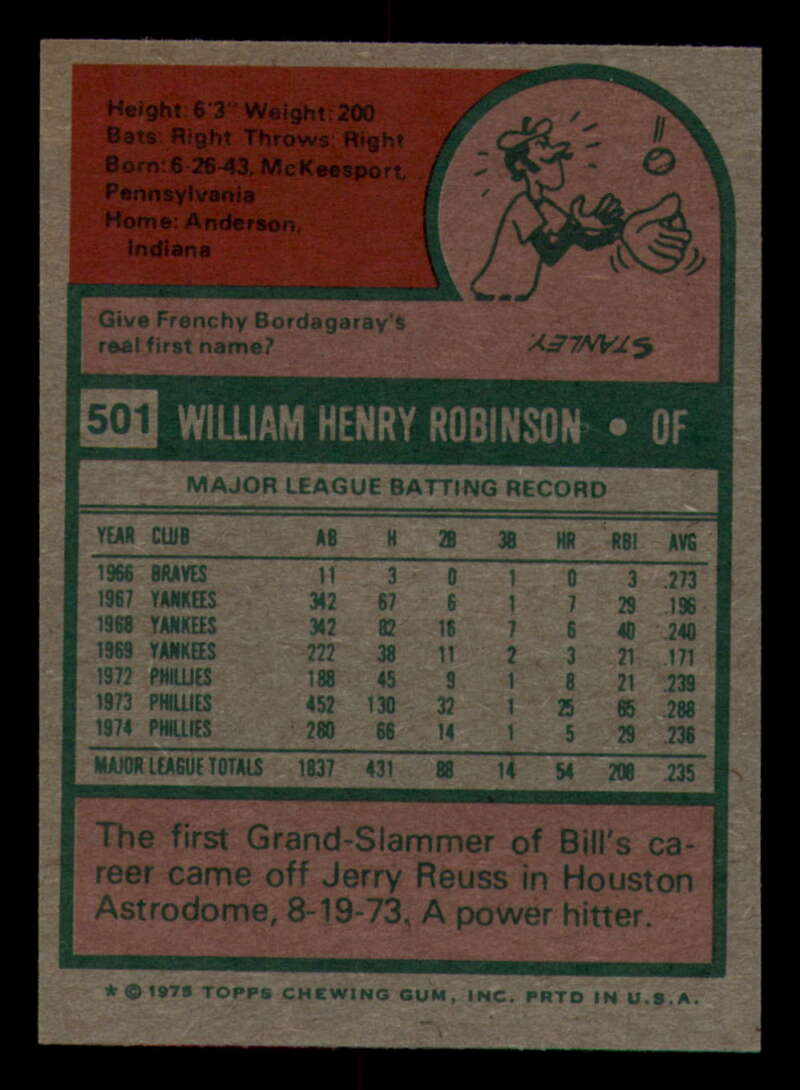 Height: 6'3" Weight: 200
Bats: Right Throws: Right
Born: 6-26-43, McKeesport,
Pennsylvania
Home: Anderson,
Indiana
Give Frenchy Bordagaray's
real first name?
STANLEY.
501 WILLIAM HENRY ROBINSON • OF
MAJOR LEAGUE BATTING RECORD
YEAR CLUB AB H 2B 3B HR RBI AVG
1966 BRAVES 11 3 0 1 0 3 .273
1967 YANKEES 342 67 6 1 7 29 .196
1968 YANKEES 342 82 16 7 6 40 .240
1969 YANKEES 222 38 11 2 3 21 .171
1972 PHILLIES 188 45 9 1 8 21 .239
1973 PHILLIES 452 130 32 1 25 65 .288
1974 PHILLIES 280 66 14 1 5 29 .236
MAJOR LEAGUE TOTALS 1837 431 88 14 54 208 .235
The first Grand-Slammer of Bill's ca-
reer came off Jerry Reuss in Houston
Astrodome, 8-19-73. A power hitter.
* © 1975 TOPPS CHEWING GUM, INC. PRTD IN U.S.A.